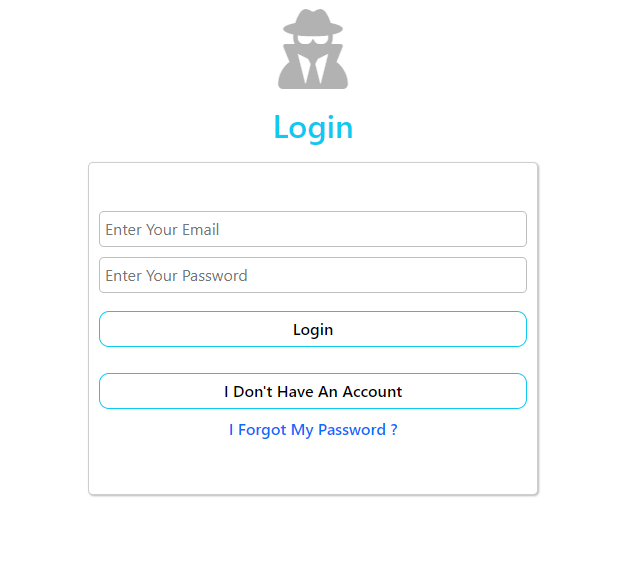 Login
Enter Your Email
Enter Your Password
Login
I Don't Have An Account
I Forgot My Password ?